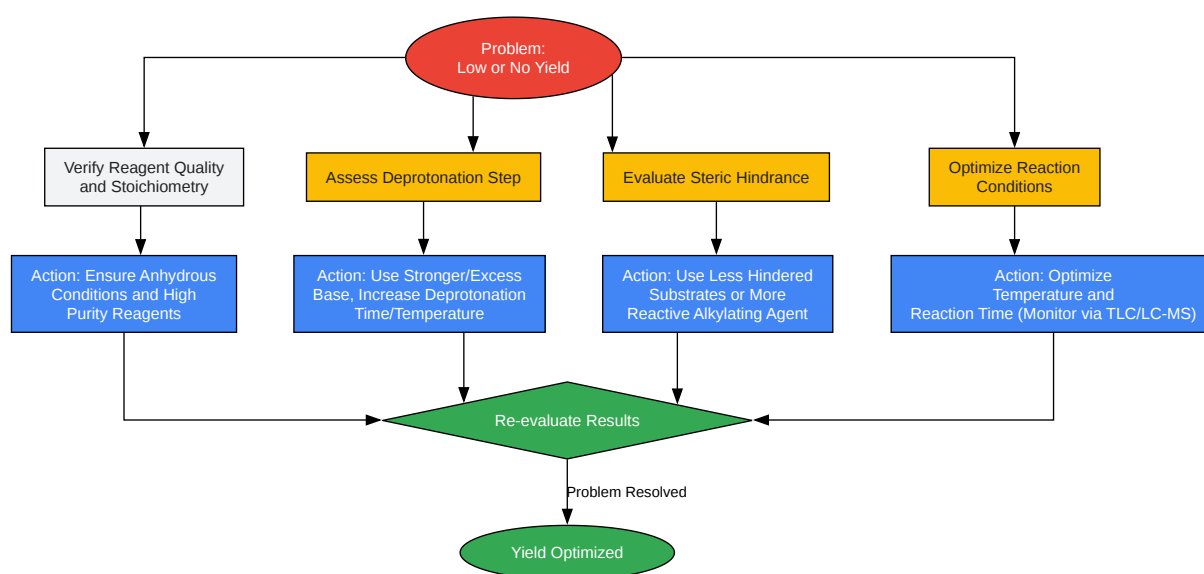 Problem:
Low or No Yield
Verify Reagent Quality
and Stoichiometry
Assess Deprotonation Step
Evaluate Steric Hindrance
Optimize Reaction
Conditions
Action: Ensure Anhydrous
Conditions and High
Purity Reagents
Action: Use Stronger/Excess
Base, Increase Deprotonation
Time/Temperature
Action: Use Less Hindered
Substrates or More
Reactive Alkylating Agent
Action: Optimize
Temperature and
Reaction Time (Monitor via TLC/LC-MS)
Re-evaluate Results
Problem Resolved
Yield Optimized